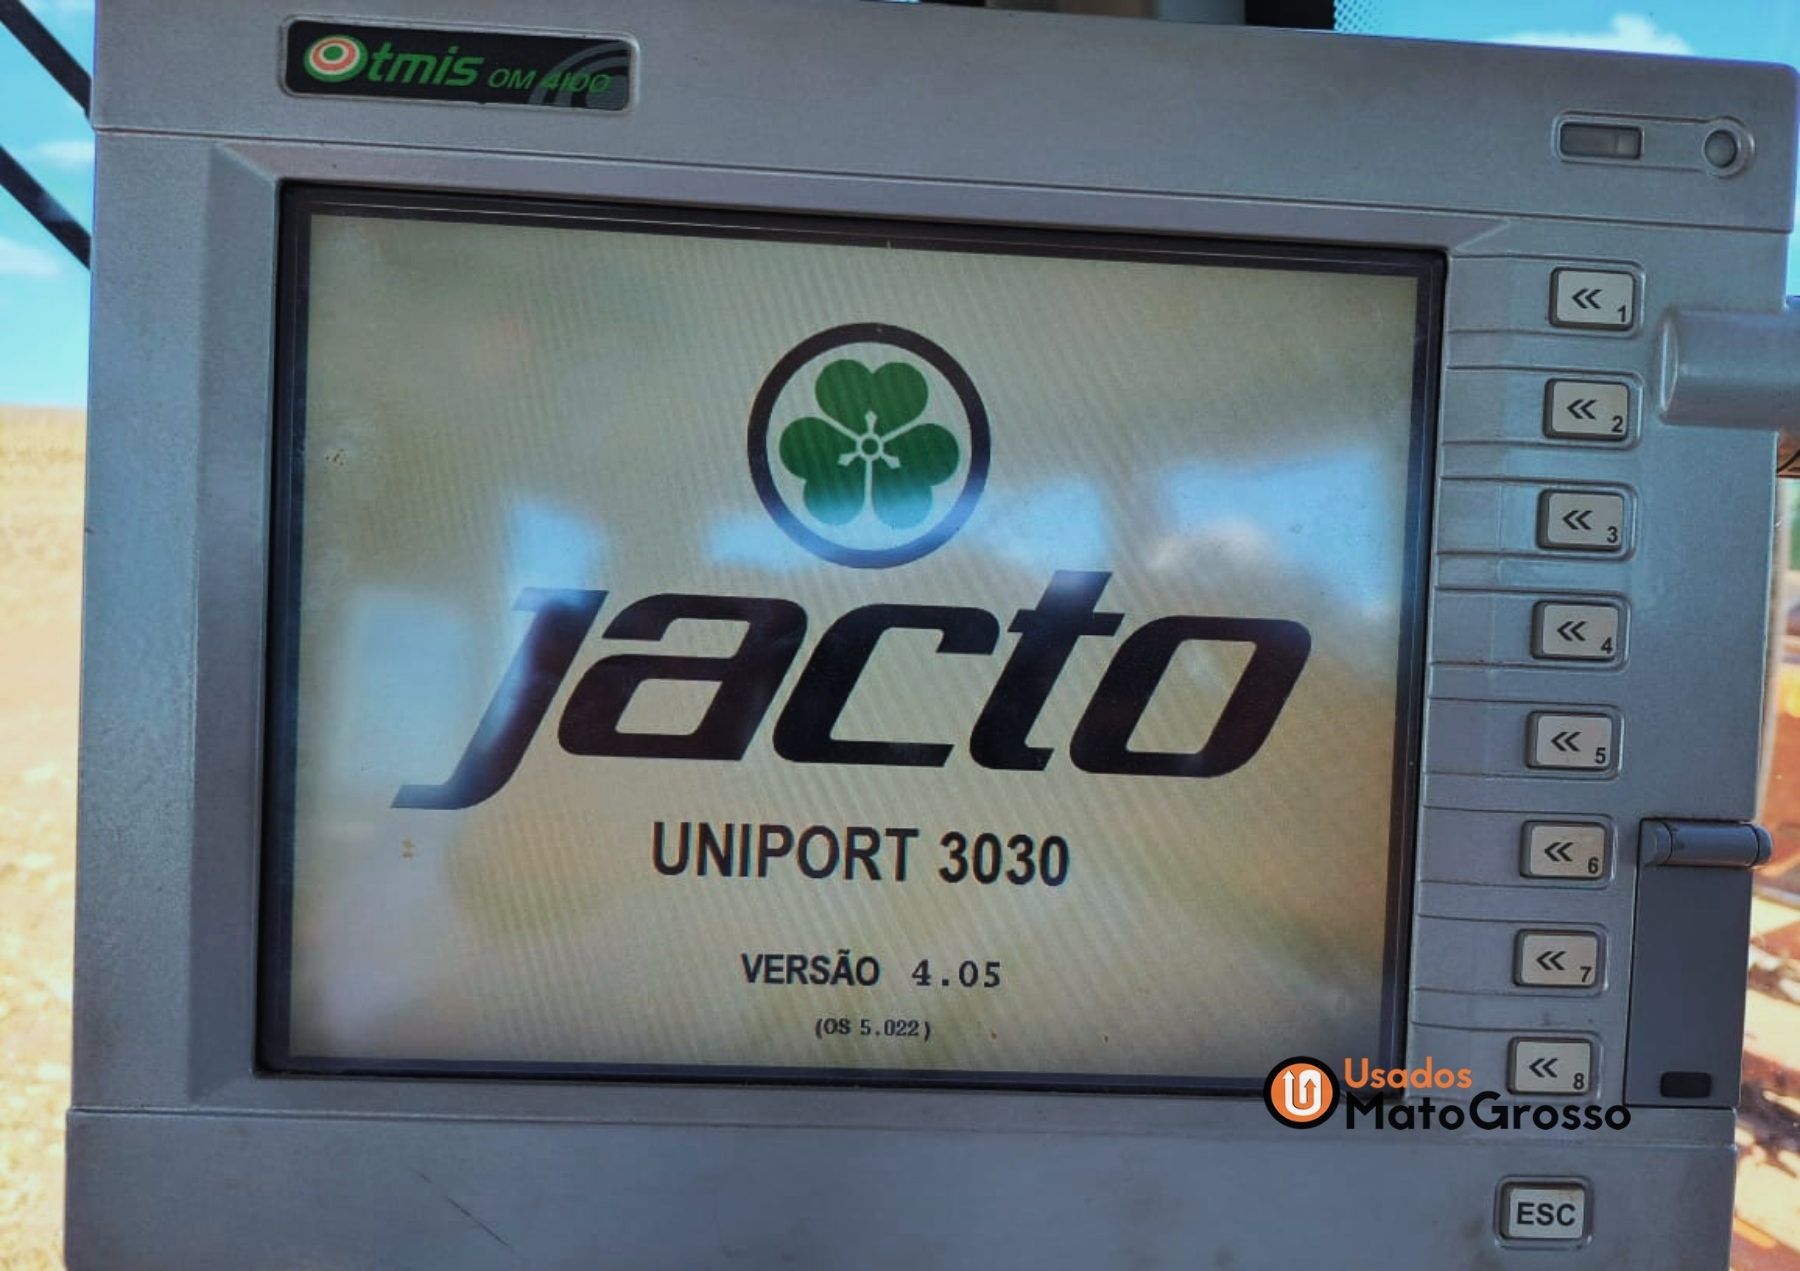 Otmis OM 4100
« 1
« 2
« 3
« 4
« 5
« 6
« 7
« 8
ESC
jacto
UNIPORT 3030
VERSÃO 4.05
(OS 5.022)
Usados
MatoGrosso